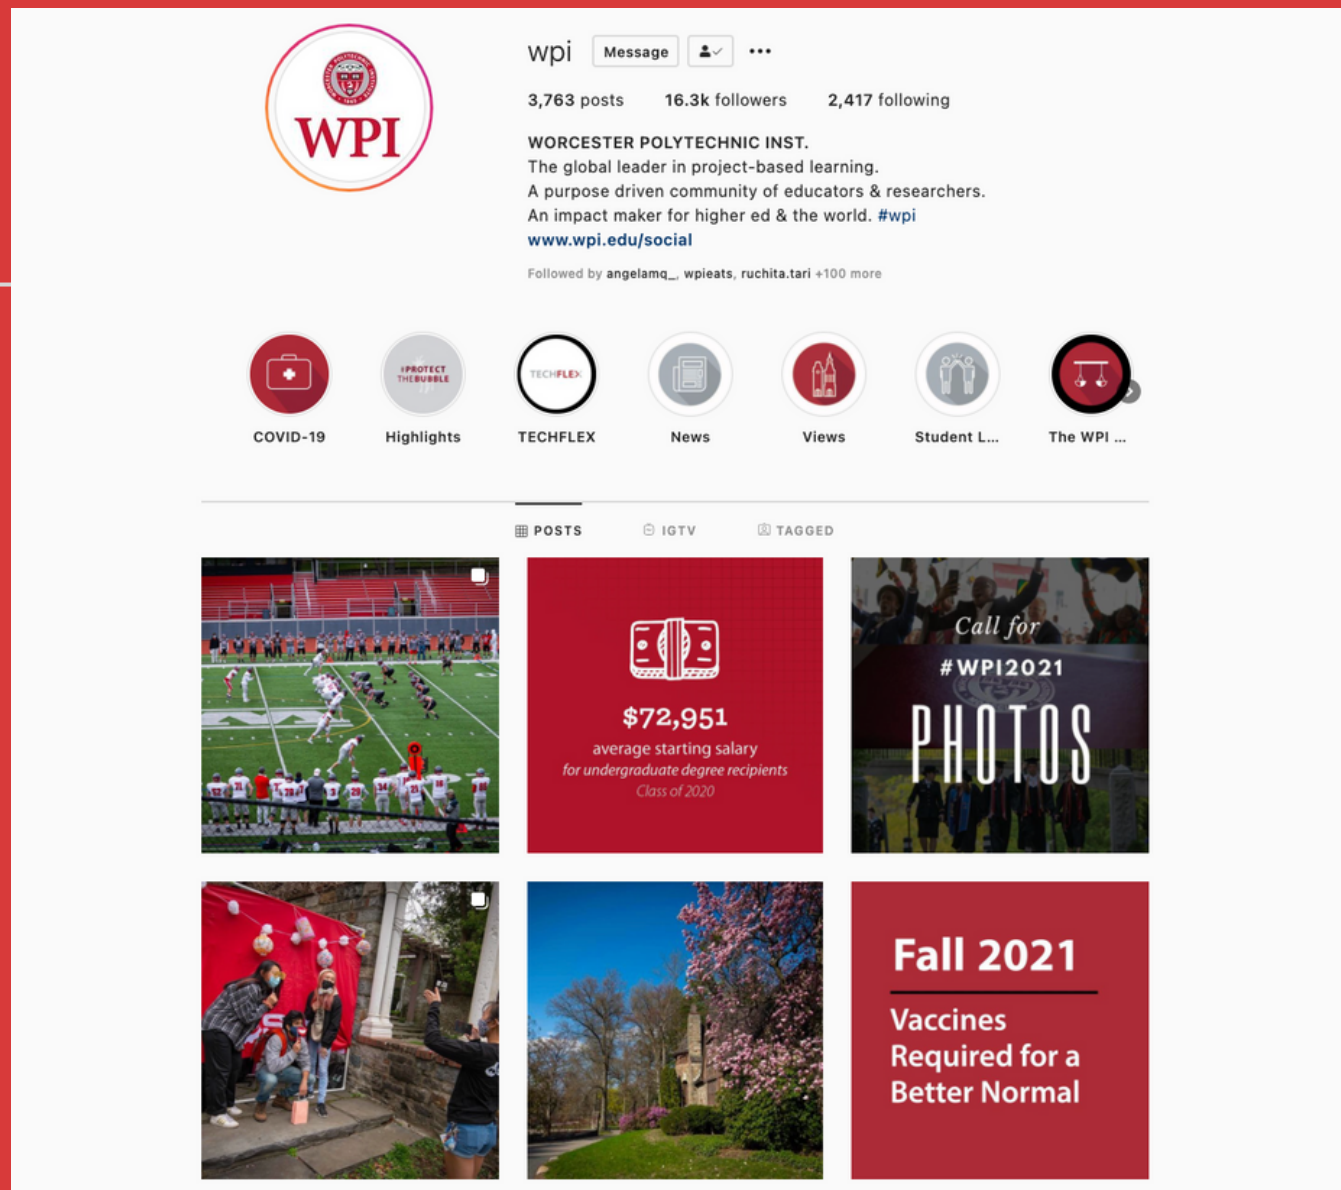 WPI
wpi Message
3,763 posts 16.3k followers 2,417 following
WORCESTER POLYTECHNIC INST.
The global leader in project-based learning.
A purpose driven community of educators & researchers.
An impact maker for higher ed & the world. #wpi
www.wpi.edu/social
Followed by angelamq_, wpieats, ruchita.tari +100 more
#PROTECT
THEBUBBLE
TECHFLEX
COVID-19 Highlights TECHFLEX News Views Student L... The WPI ...
POSTS IGTV TAGGED
$72,951
average starting salary
for undergraduate degree recipients
Class of 2020
Call for
#WPI2021
PHOTOS
Fall 2021
Vaccines
Required for a
Better Normal